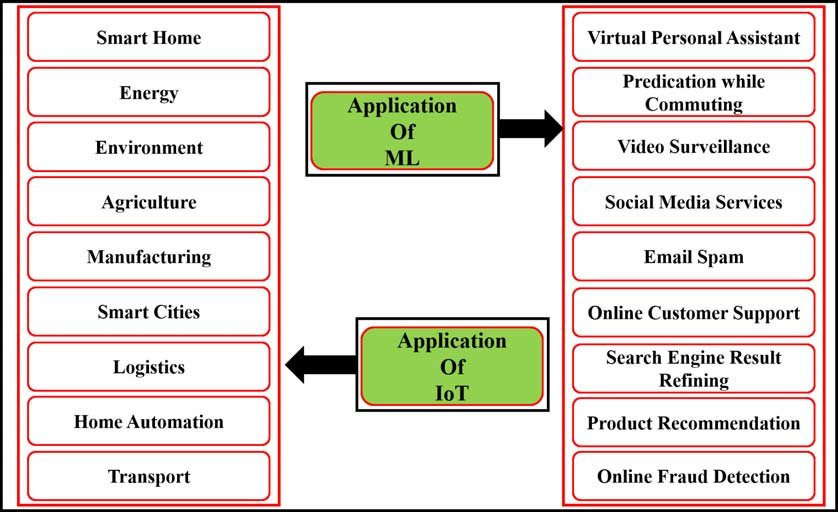 Smart Home
Energy
Environment
Agriculture
Manufacturing
Smart Cities
Logistics
Home Automation
Transport
Application
Of
ML
Application
Of
IoT
Virtual Personal Assistant
Predication while
Commuting
Video Surveillance
Social Media Services
Email Spam
Online Customer Support
Search Engine Result
Refining
Product Recommendation
Online Fraud Detection